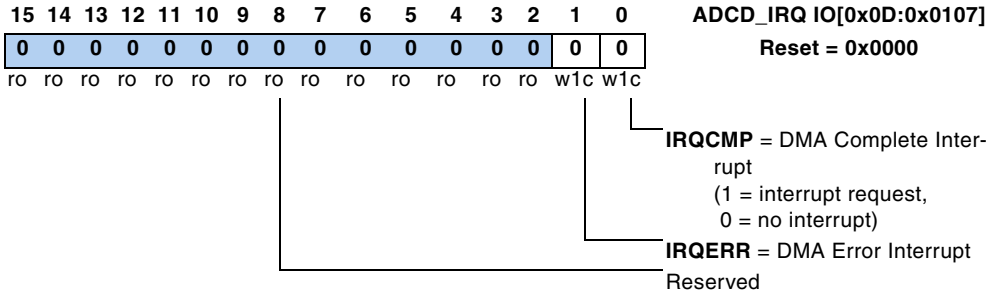 15 14 13 12 11 10 9 8 7 6 5 4 3 2 1 0 ADCD_IRQ IO[0x0D:0x0107]
0 0 0 0 0 0 0 0 0 0 0 0 0 0 0 0 Reset = 0x0000
ro ro ro ro ro ro ro ro ro ro ro ro ro ro w1c w1c
IRQCMP = DMA Complete Inter-
rupt
(1 = interrupt request,
0 = no interrupt)
IRQERR = DMA Error Interrupt
Reserved